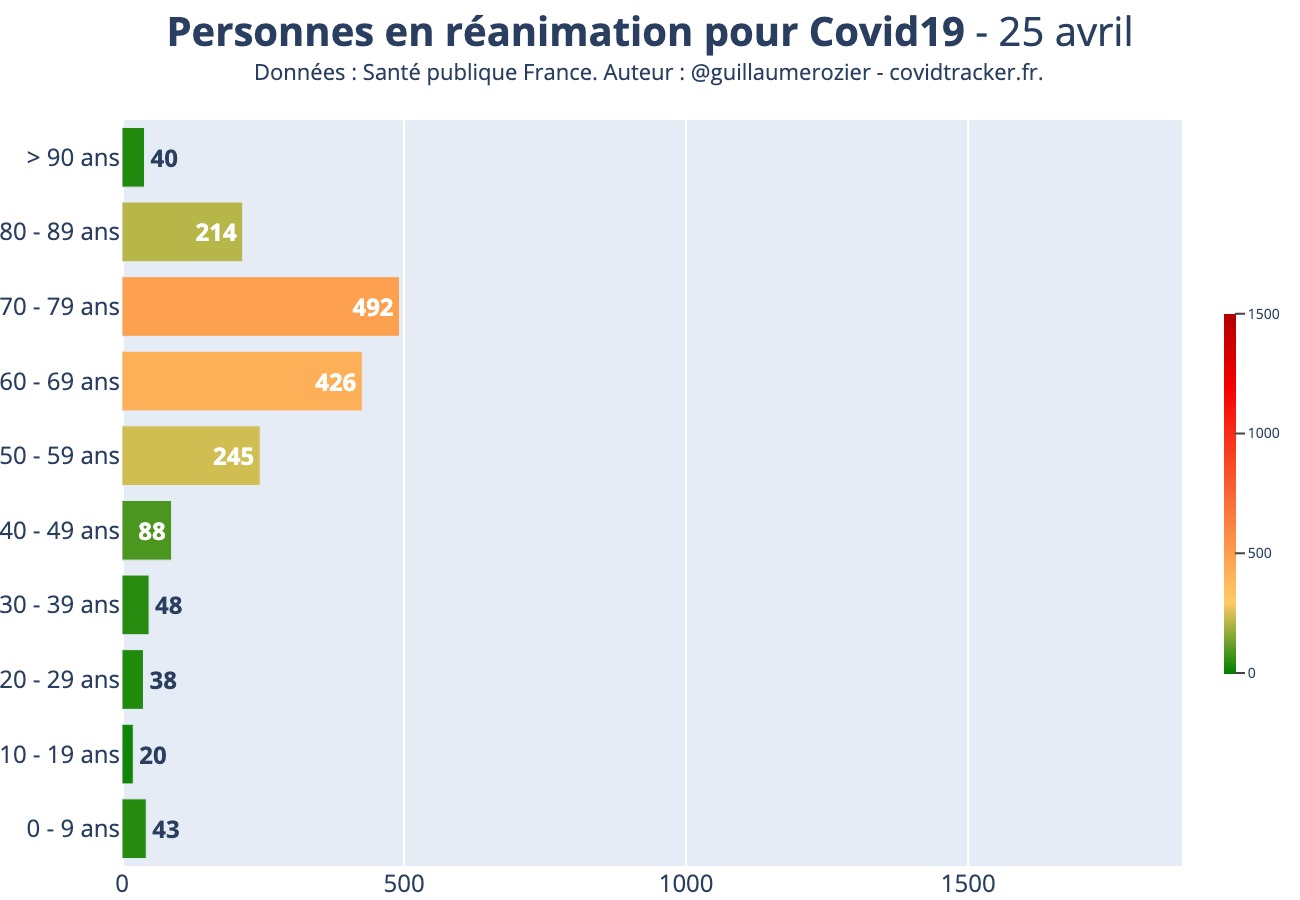 Personnes en réanimation pour Covid19 - 25 avril
Données : Santé publique France. Auteur : @guillaumerozier - covidtracker.fr.
> 90 ans 40
80 - 89 ans 214
70 - 79 ans 492
60 - 69 ans 426
50 - 59 ans 245
40 - 49 ans 88
30 - 39 ans 48
20 - 29 ans 38
10 - 19 ans 20
0 - 9 ans 43
0 500 1000 1500
1500
1000
500
0